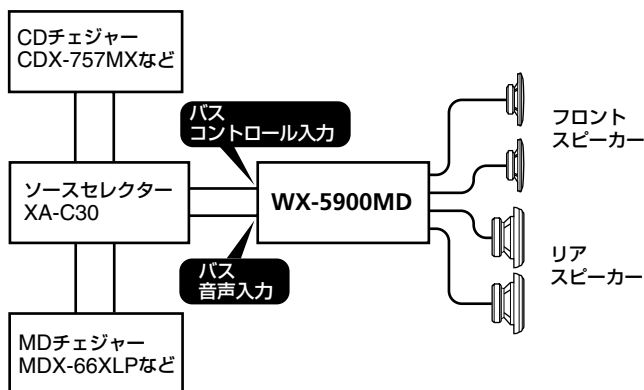 CDチェジャー
CDX-757MXなど
バス
コントロール入力
フロント
スピーカー
ソースセレクター
XA-C30
WX-5900MD
バス
音声入力
リア
スピーカー
MDチェジャー
MDX-66XLPなど